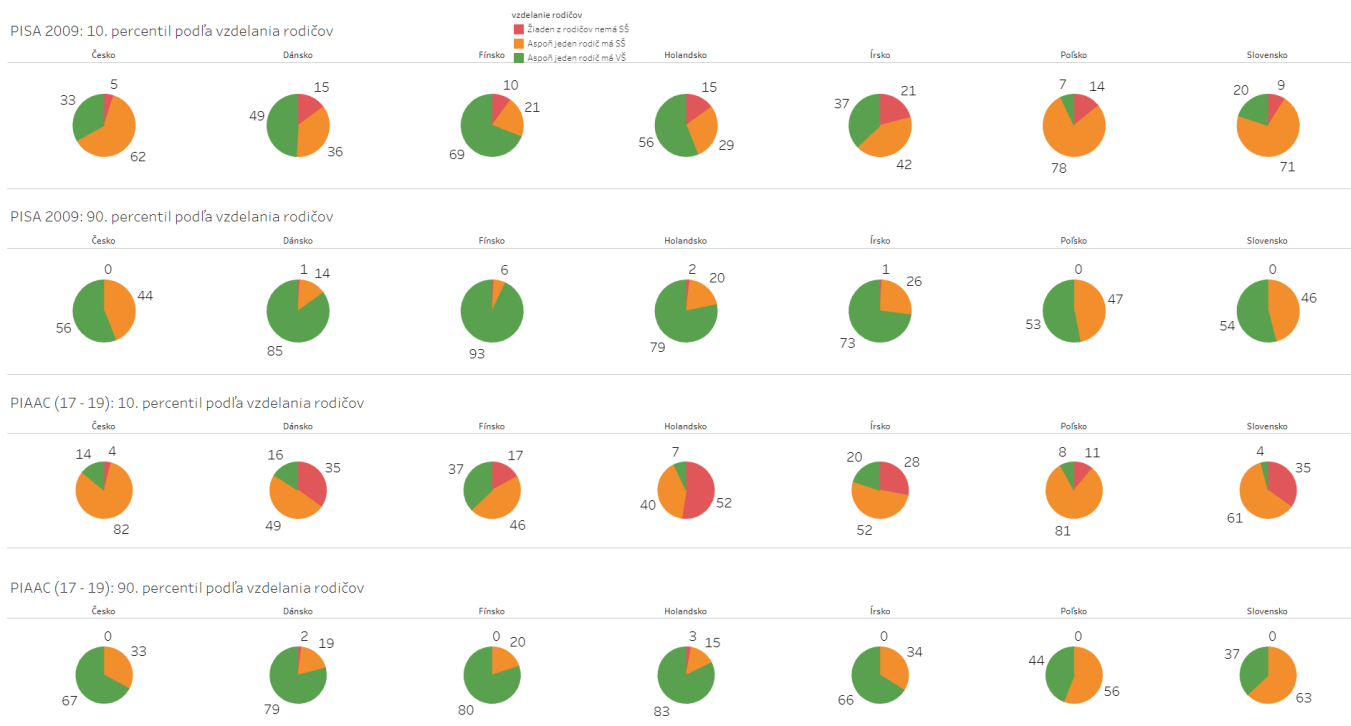 vzdelanie rodičov
Žiaden z rodičov nemá SŠ
Aspoň jeden rodič má SŠ
Aspoň jeden rodič má VŠ
PISA 2009: 10. percentil podľa vzdelania rodičov
Česko Dánsko Fínsko Holandsko Írsko Poľsko Slovensko
5 33 62
15 49 36
10 21 69
15 56 29
21 37 42
7 14 78
20 9 71
PISA 2009: 90. percentil podľa vzdelania rodičov
Česko Dánsko Fínsko Holandsko Írsko Poľsko Slovensko
0 44 56
1 14 85
6 93
2 20 79
1 26 73
0 47 53
0 46 54
PIAAC (17 - 19): 10. percentil podľa vzdelania rodičov
Česko Dánsko Fínsko Holandsko Írsko Poľsko Slovensko
14 4 82
16 35 49
17 37 46
7 40 52
20 28 52
8 11 81
4 35 61
PIAAC (17 - 19): 90. percentil podľa vzdelania rodičov
Česko Dánsko Fínsko Holandsko Írsko Poľsko Slovensko
0 33 67
2 19 79
0 20 80
3 15 83
0 34 66
0 44 56
0 37 63